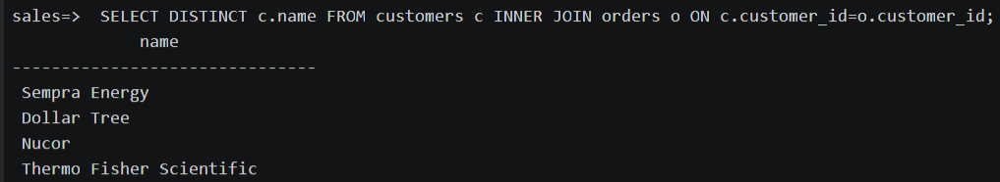 sales=>  SELECT DISTINCT c.name FROM customers c INNER JOIN orders o ON c.customer_id=o.customer_id;
name
-------------------------------
Sempra Energy
Dollar Tree
Nucor
Thermo Fisher Scientific